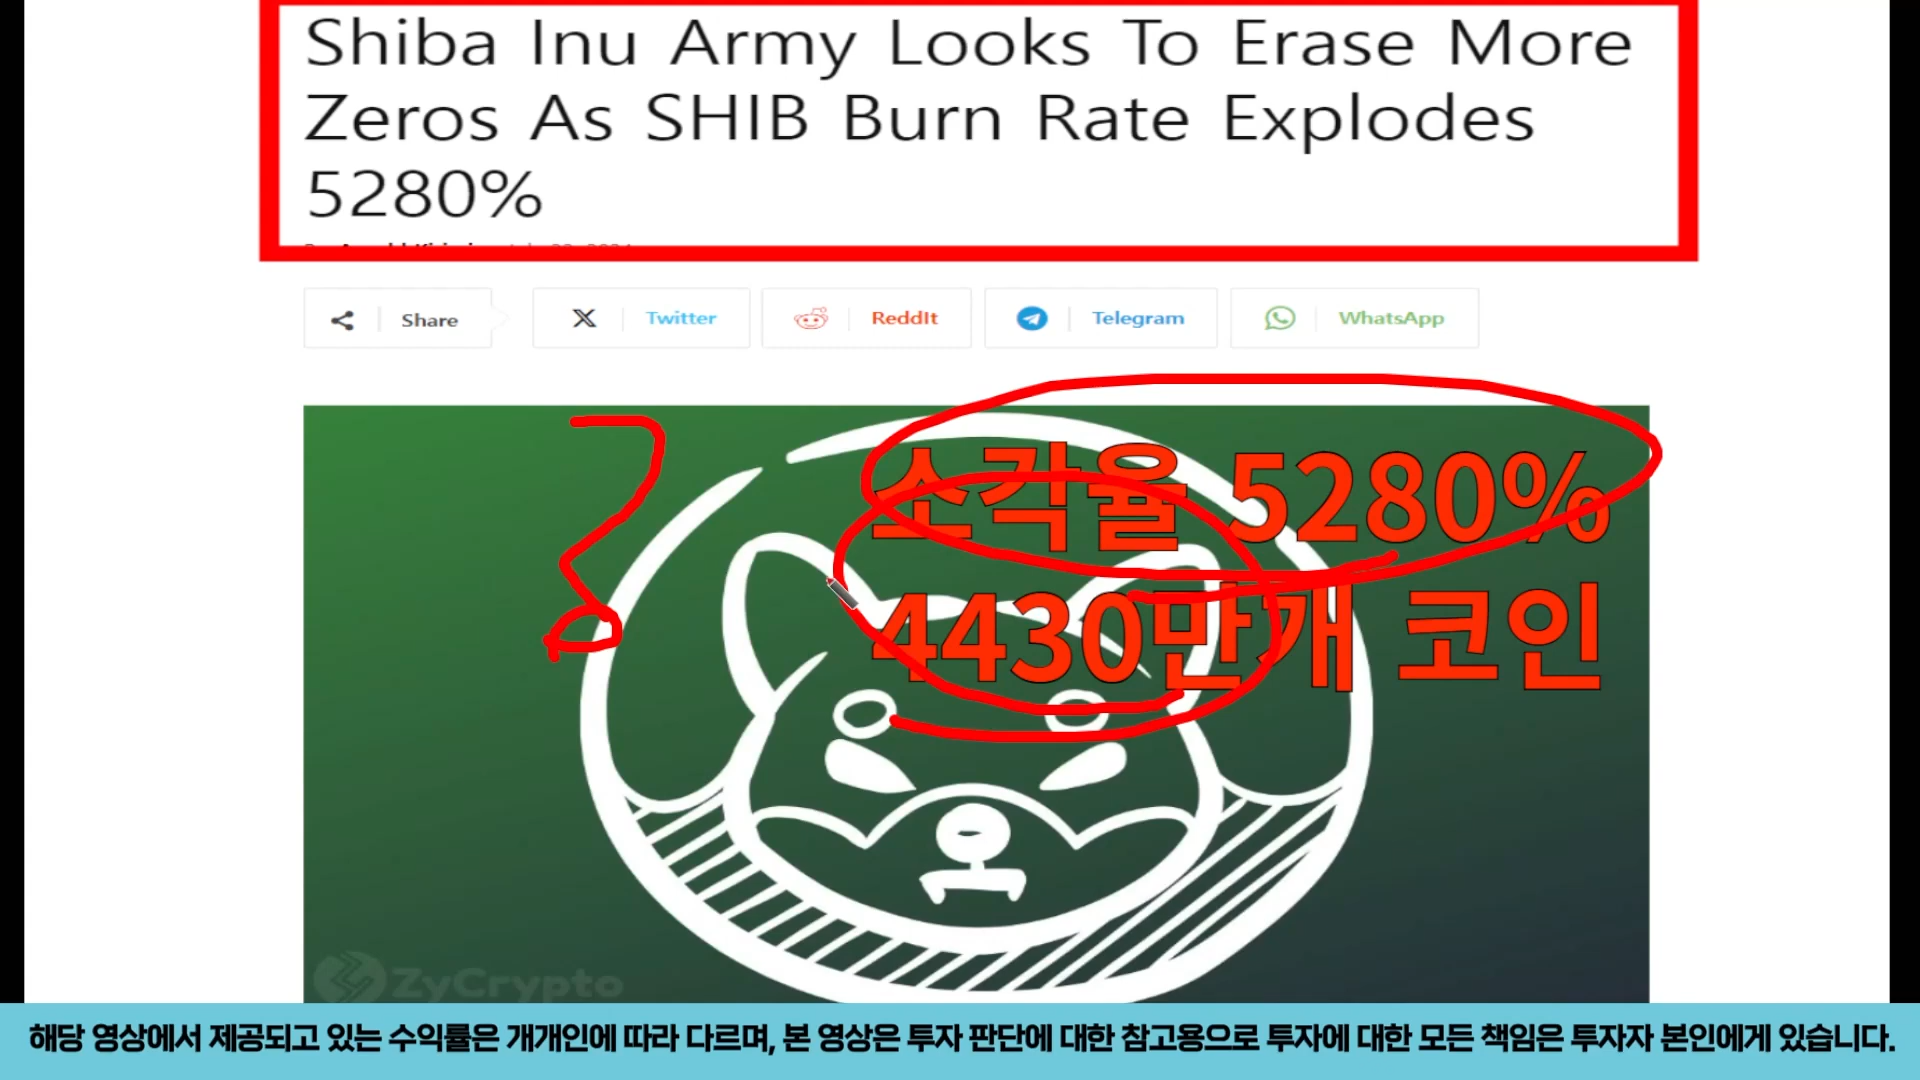 Shiba Inu Army Looks To Erase More
Zeros As SHIB Burn Rate Explodes
5280%
Share
Twitter
ReddIt
Telegram
WhatsApp
소각율 5280%
4430만개 코인
ZyCrypto
해당 영상에서 제공되고 있는 수익률은 개개인에 따라 다르며, 본 영상은 투자 판단에 대한 참고용으로 투자에 대한 모든 책임은 투자자 본인에게 있습니다.